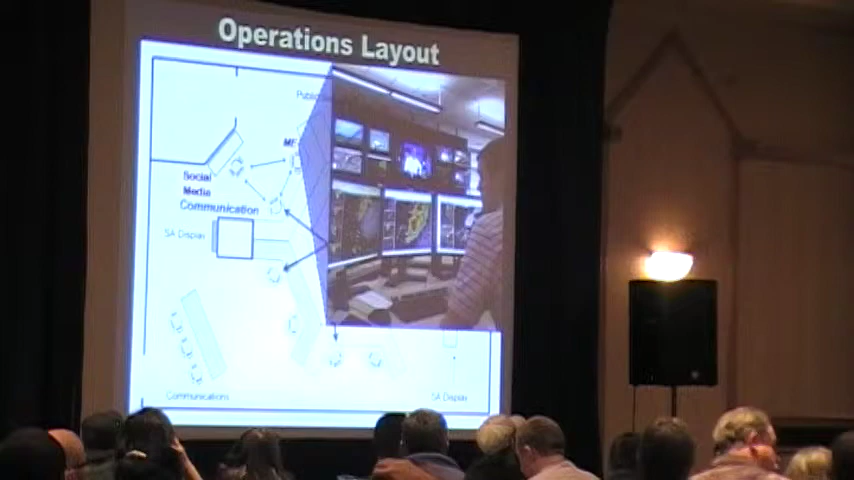 Operations Layout
Public
MF
Social
Media
Communication
SA Display
Communications
SA Display